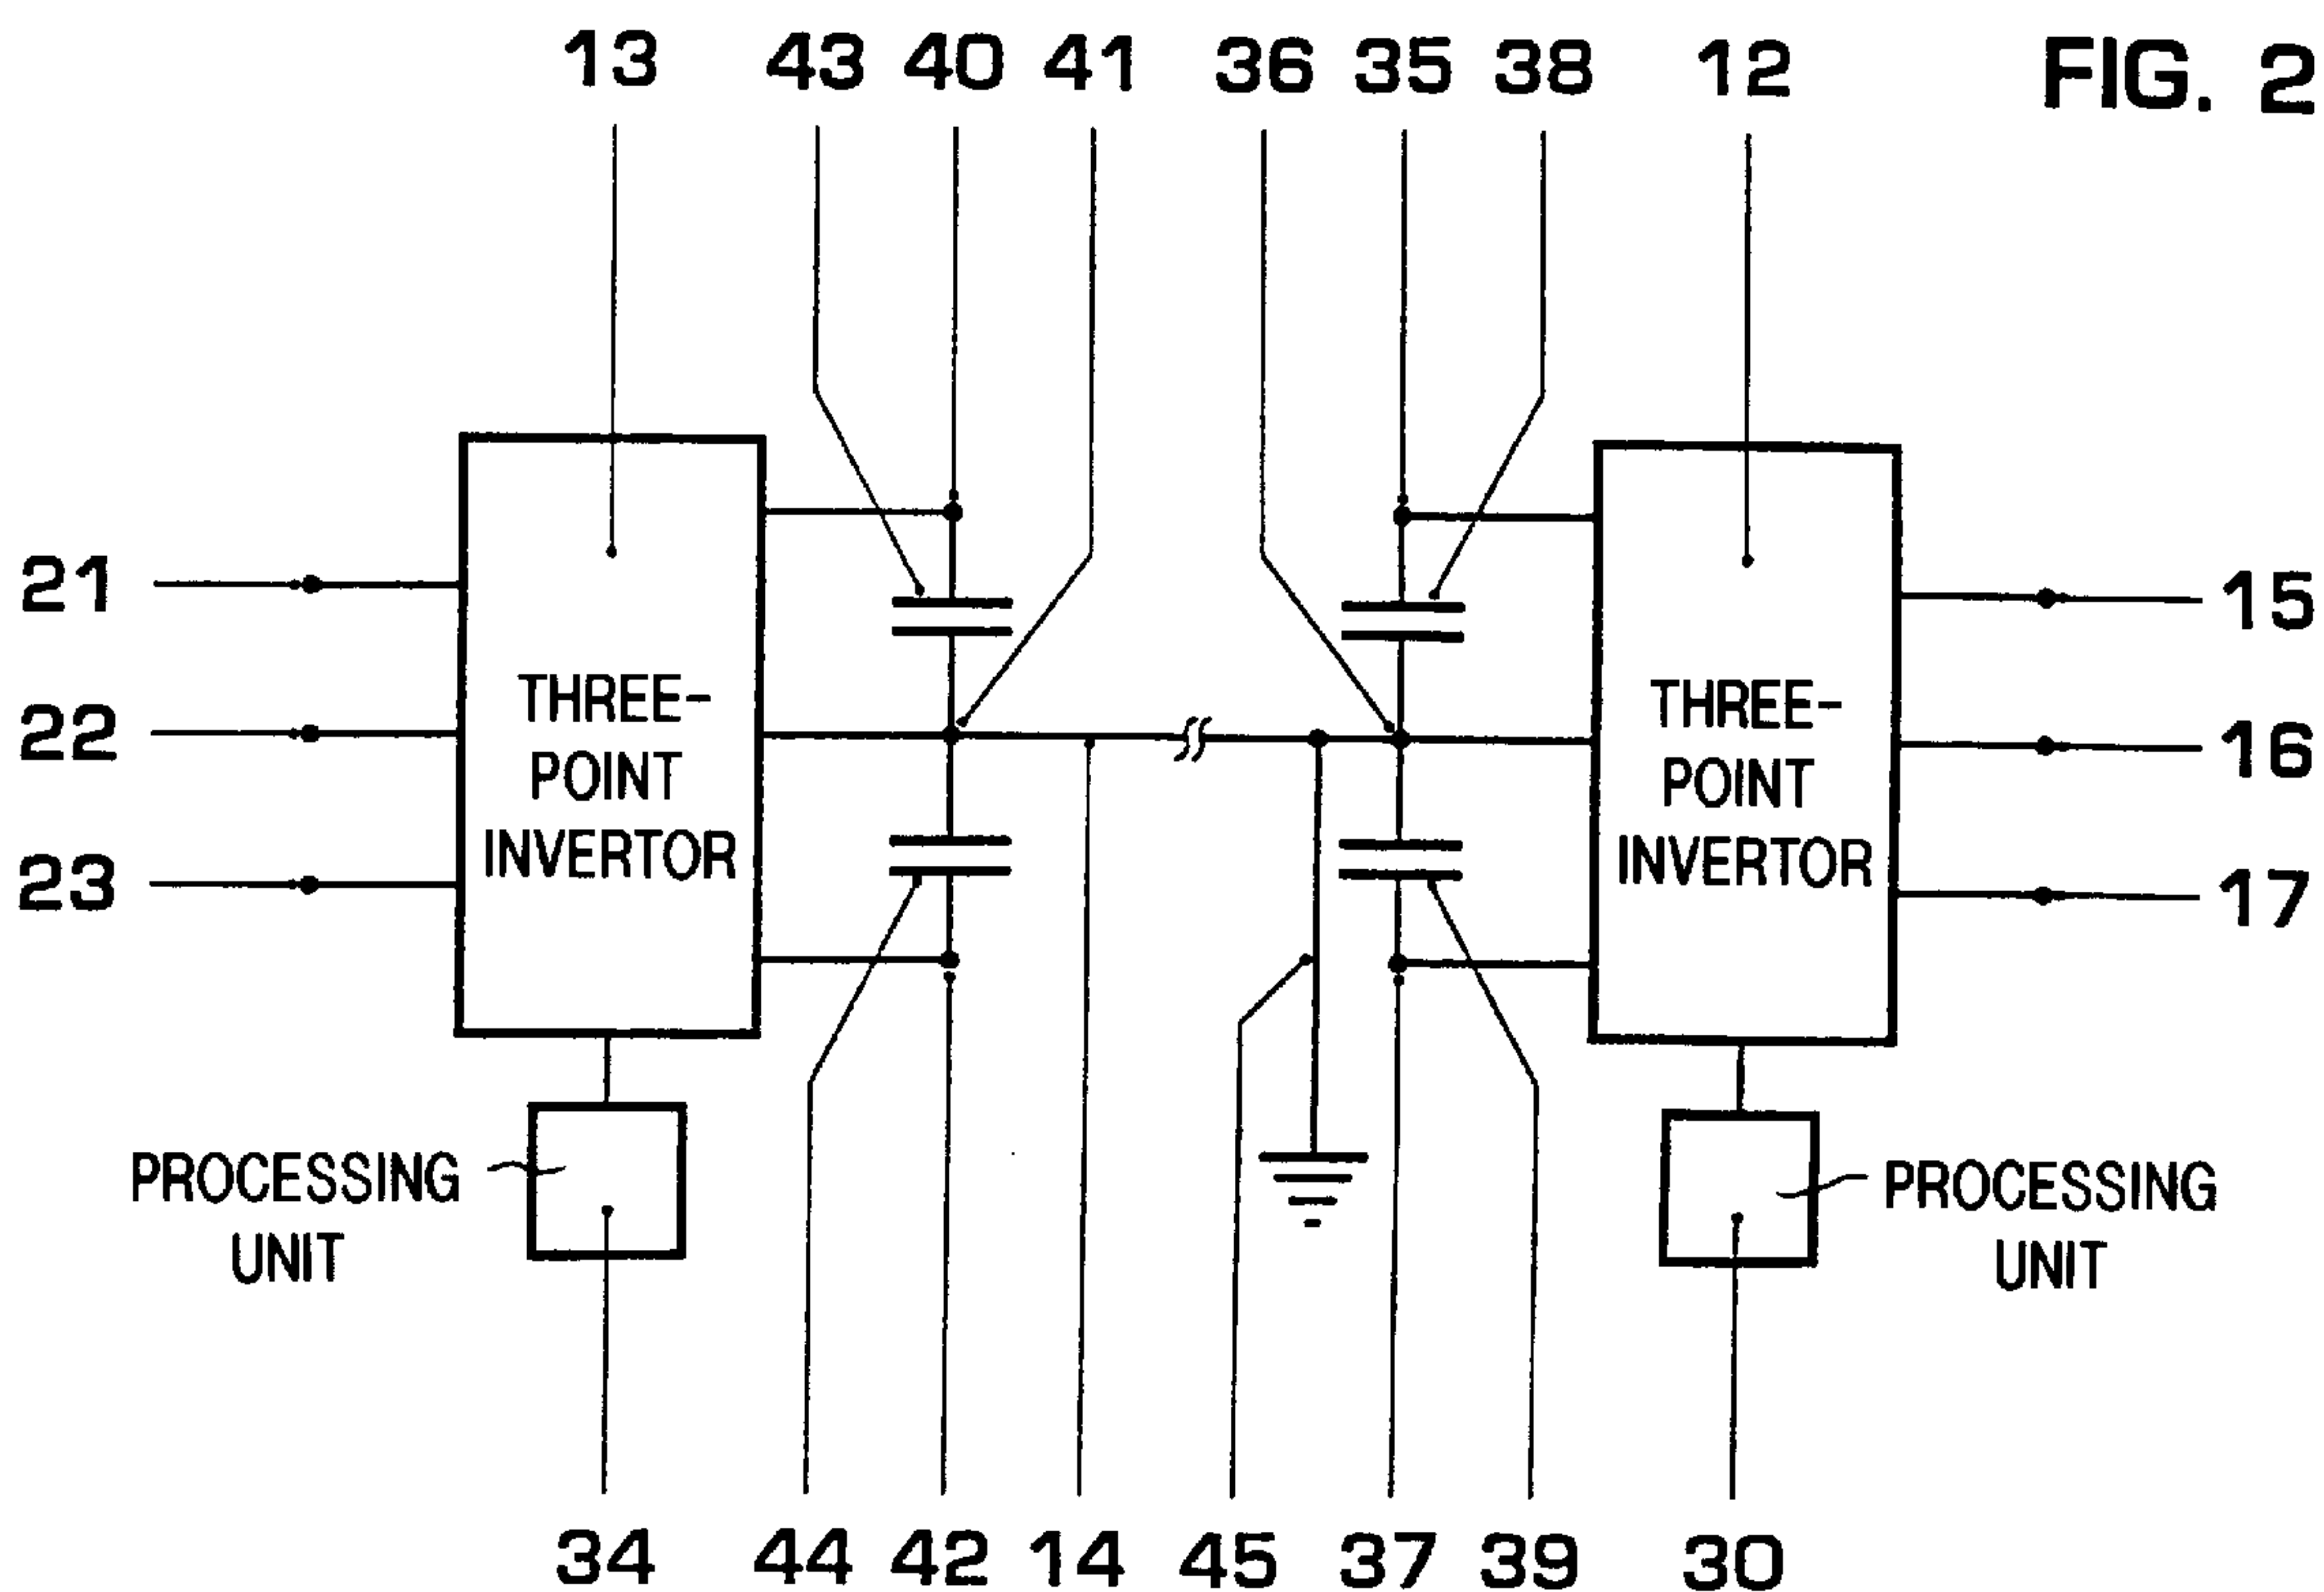 13 43 40 41 36 35 38 12 FIG. 2
21
15
THREE-
POINT
INVERTOR
THREE-
POINT
INVERTOR
22
16
23
17
PROCESSING
UNIT
PROCESSING
UNIT
34 44 42 14 45 37 39 30